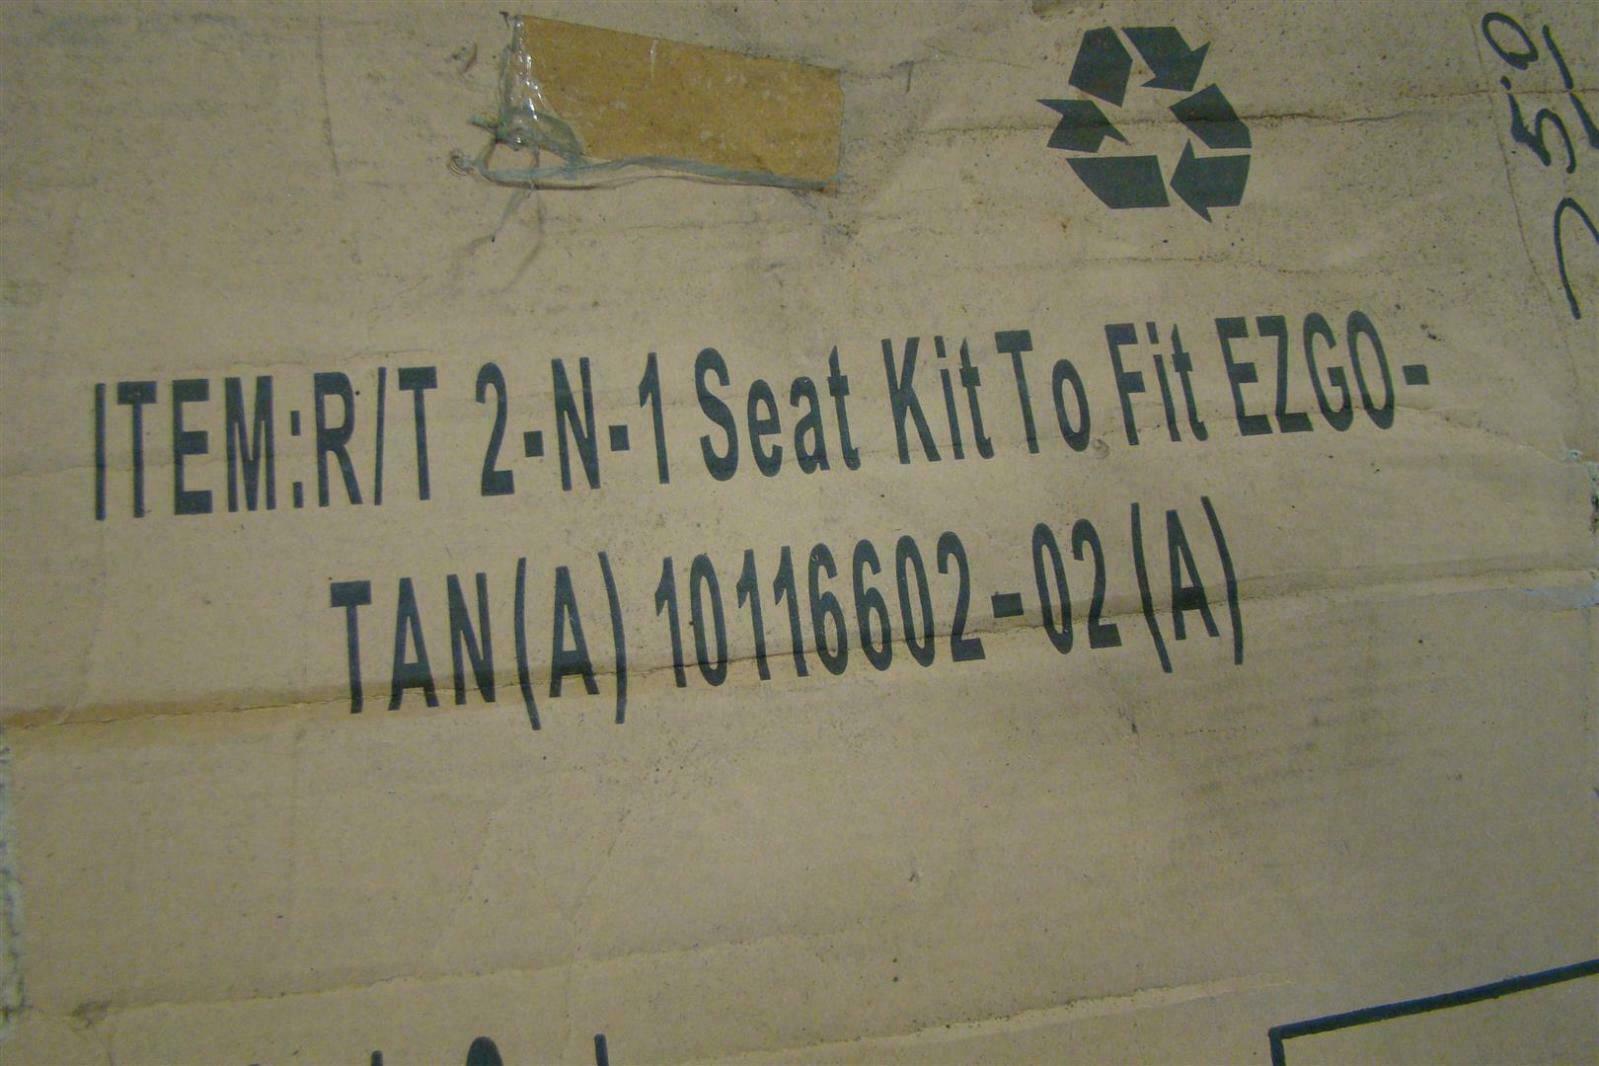 ITEM:R/T 2-N-1 Seat Kit To Fit EZGO-
TAN(A) 10116602-02(A)